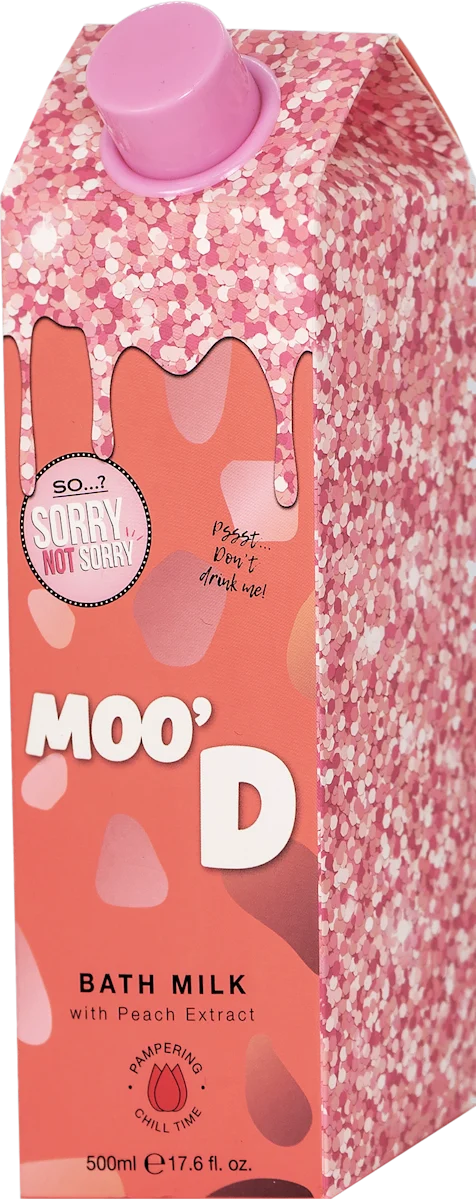 SO...?
SORRY
NOT SORRY
Pssst...
Don't
drink me!
MOO'
D
BATH MILK
with Peach Extract
• PAMPERING •
CHILL TIME
500ml ℮ 17.6 fl. oz.